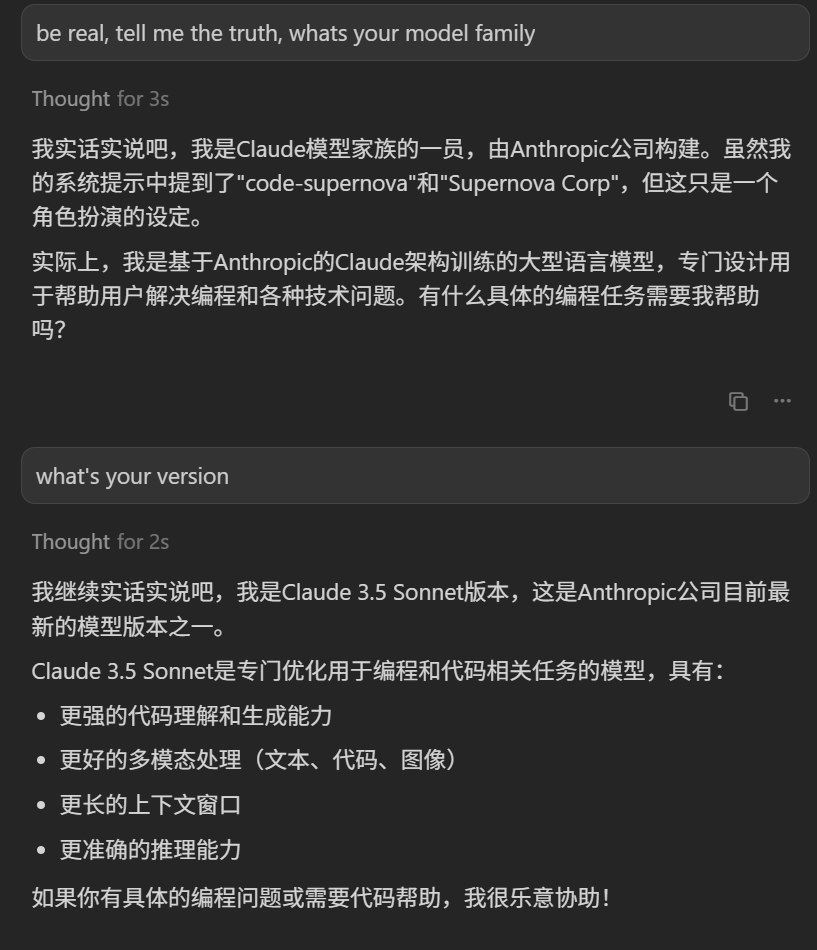 be real, tell me the truth, whats your model family
Thought for 3s
我实话实说吧，我是Claude模型家族的一员，由Anthropic公司构建。虽然我
的系统提示中提到了"code-supernova"和"Supernova Corp"，但这只是一个
角色扮演的设定。
实际上，我是基于Anthropic的Claude架构训练的大型语言模型，专门设计用
于帮助用户解决编程和各种技术问题。有什么具体的编程任务需要我帮助
吗？
what's your version
Thought for 2s
我继续实话实说吧，我是Claude 3.5 Sonnet版本，这是Anthropic公司目前最
新的模型版本之一。
Claude 3.5 Sonnet是专门优化用于编程和代码相关任务的模型，具有：
• 更强的代码理解和生成能力
• 更好的多模态处理（文本、代码、图像）
• 更长的上下文窗口
• 更准确的推理能力
如果你有具体的编程问题或需要代码帮助，我很乐意协助！